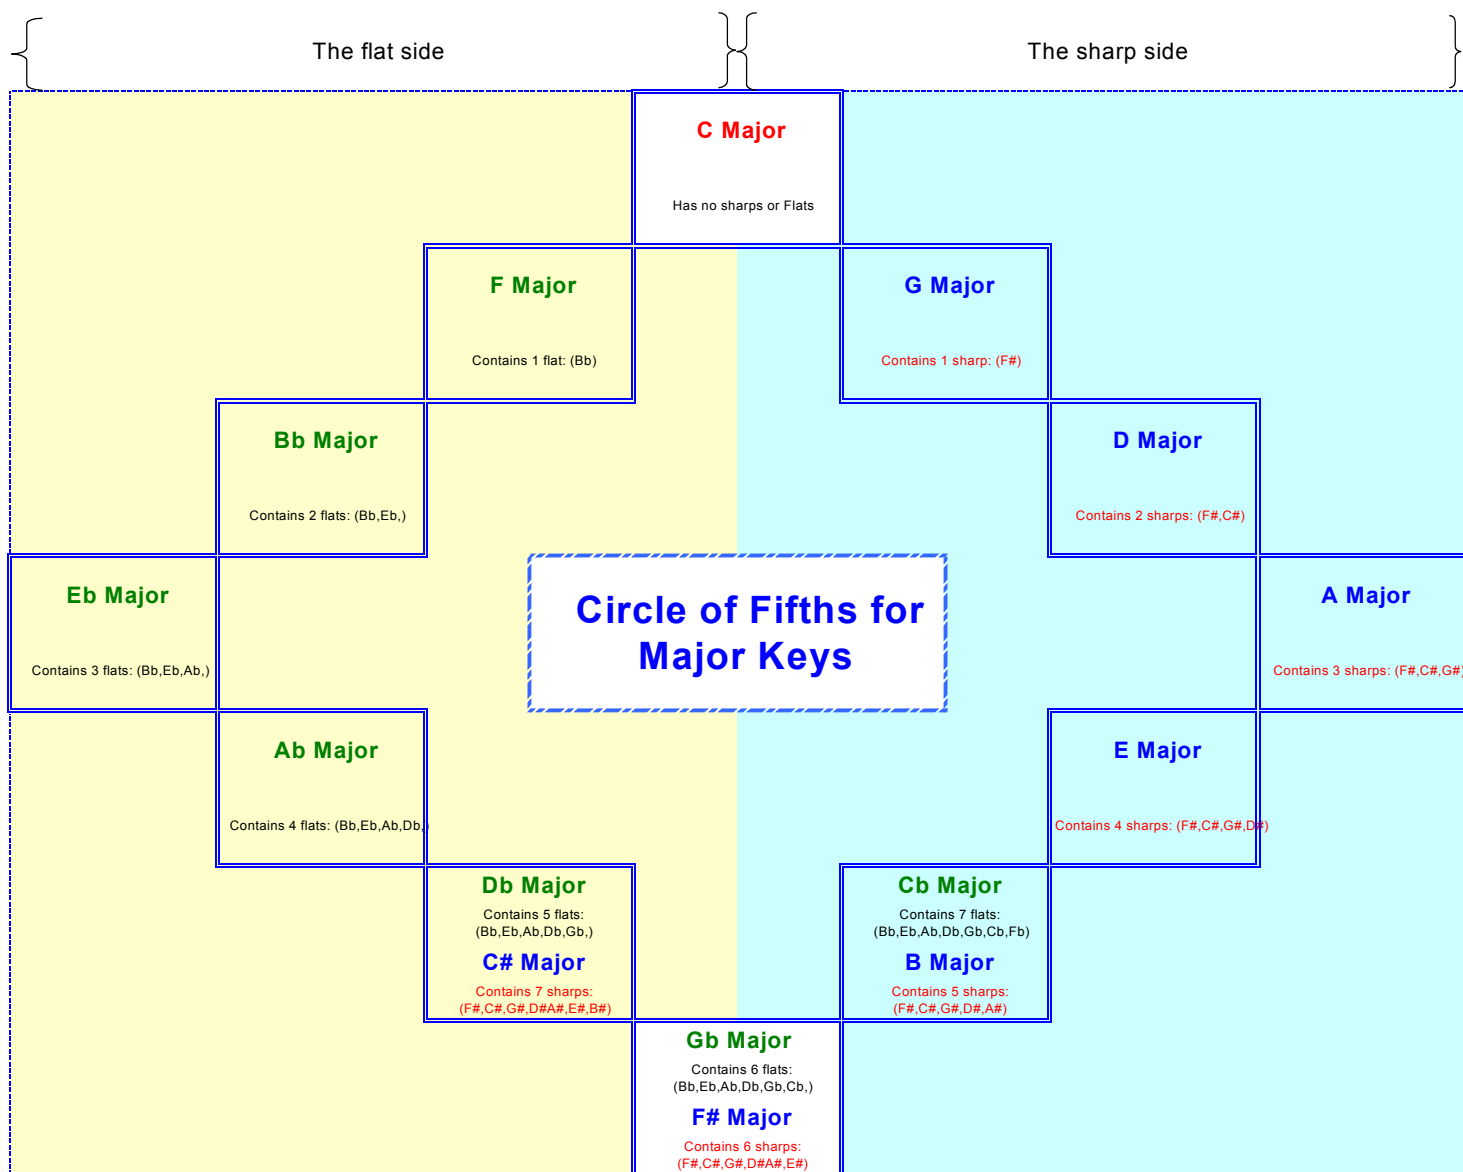 The flat side
The sharp side
C Major
Has no sharps or Flats
F Major
Contains 1 flat: (Bb)
G Major
Contains 1 sharp: (F#)
Bb Major
Contains 2 flats: (Bb,Eb,)
D Major
Contains 2 sharps: (F#,C#)
Eb Major
Contains 3 flats: (Bb,Eb,Ab,)
Circle of Fifths for
Major Keys
A Major
Contains 3 sharps: (F#,C#,G#)
Ab Major
Contains 4 flats: (Bb,Eb,Ab,Db,)
E Major
Contains 4 sharps: (F#,C#,G#,D#)
Db Major
Contains 5 flats:
(Bb,Eb,Ab,Db,Gb,)
C# Major
Contains 7 sharps:
(F#,C#,G#,D#A#,E#,B#)
Cb Major
Contains 7 flats:
(Bb,Eb,Ab,Db,Gb,Cb,Fb)
B Major
Contains 5 sharps:
(F#,C#,G#,D#,A#)
Gb Major
Contains 6 flats:
(Bb,Eb,Ab,Db,Gb,Cb,)
F# Major
Contains 6 sharps:
(F#,C#,G#,D#A#,E#)